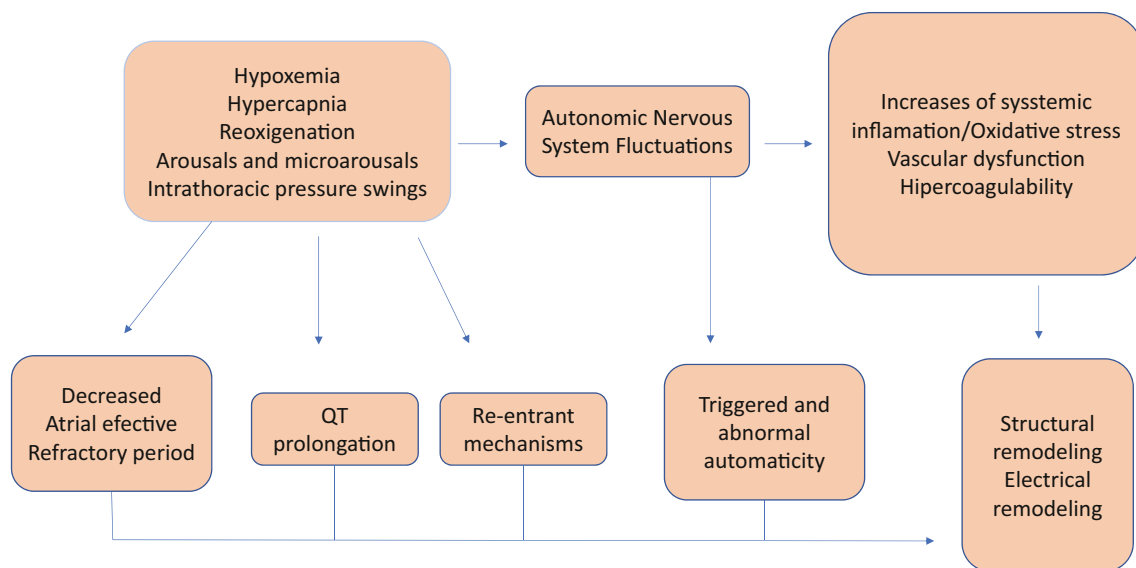 Hypoxemia
Hypercapnia
Reoxigenation
Arousals and microarousals
Intrathoracic pressure swings
Autonomic Nervous
System Fluctuations
Increases of sysstemic
inflamation/Oxidative stress
Vascular dysfunction
Hipercoagulability
Decreased
Atrial efective
Refractory period
QT
prolongation
Re-entrant
mechanisms
Triggered and
abnormal
automaticity
Structural
remodeling
Electrical
remodeling